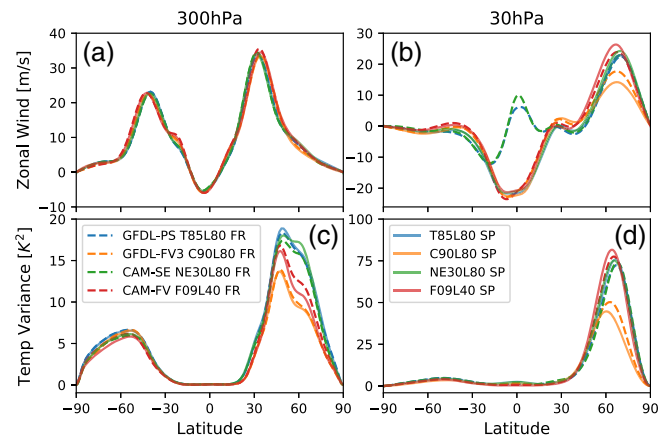 300hPa
30hPa
Zonal Wind [m/s]
40
30
20
10
0
(a)
30
20
10
0
−10
−20
(b)
Temp Variance [K²]
20
15
10
5
0
GFDL-PS T85L80 FR
GFDL-FV3 C90L80 FR
CAM-SE NE30L80 FR
CAM-FV F09L40 FR
(c)
100
75
50
25
0
T85L80 SP
C90L80 SP
NE30L80 SP
F09L40 SP
(d)
−90 −60 −30 0 30 60 90
−90 −60 −30 0 30 60 90
Latitude
Latitude